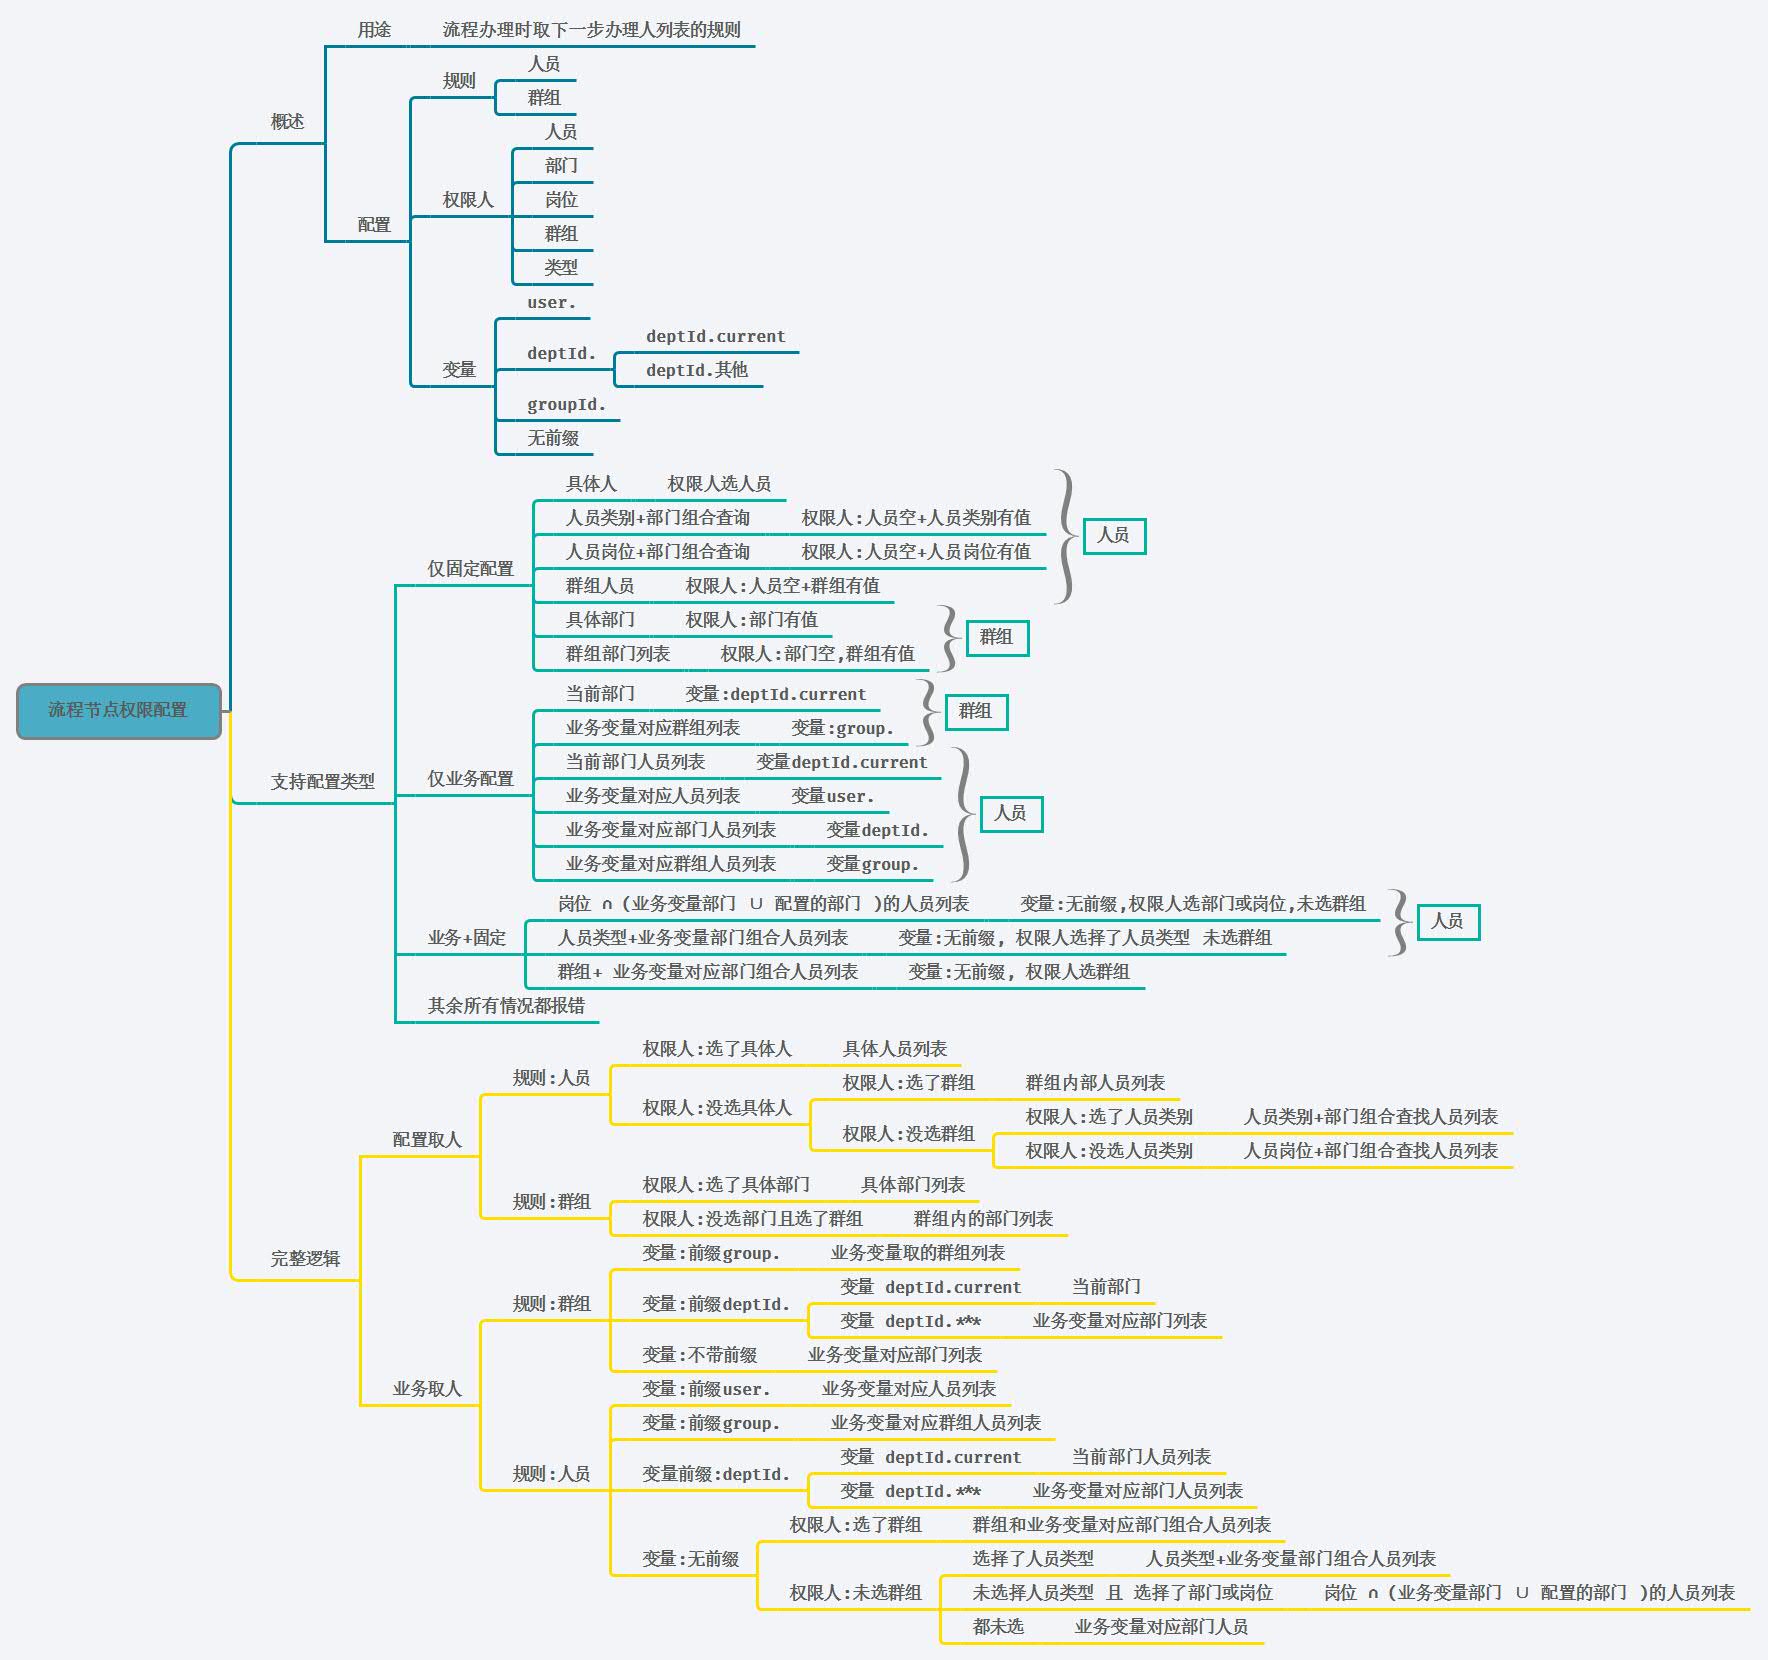 用途 流程办理时取下一步办理人列表的规则
人员
规则
群组
概述
人员
部门
权限人 岗位
配置
群组
类型
user.
deptId.current
deptId.
变量 deptId.其他
groupId.
无前缀
具体人 权限人选人员
人员类别+部门组合查询 权限人:人员空+人员类别有值
人员
人员岗位+部门组合查询 权限人:人员空+人员岗位有值
仅固定配置
群组人员 权限人:人员空+群组有值
具体部门 权限人:部门有值
群组
群组部门列表 权限人:部门空,群组有值
当前部门 变量:deptId.current
流程节点权限配置
群组
业务变量对应群组列表 变量:group.
当前部门人员列表 变量deptId.current
支持配置类型 仅业务配置
业务变量对应人员列表 变量user.
人员
业务变量对应部门人员列表 变量deptId.
业务变量对应群组人员列表 变量group.
岗位 ∩ (业务变量部门 ∪ 配置的部门 )的人员列表 变量:无前缀,权限人选部门或岗位,未选群组
人员
业务+固定 人员类型+业务变量部门组合人员列表 变量:无前缀, 权限人选择了人员类型 未选群组
群组+ 业务变量对应部门组合人员列表 变量:无前缀, 权限人选群组
其余所有情况都报错
权限人:选了具体人 具体人员列表
规则:人员
权限人:选了群组 群组内部人员列表
权限人:没选具体人
权限人:选了人员类别 人员类别+部门组合查找人员列表
权限人:没选群组
配置取人
权限人:没选人员类别 人员岗位+部门组合查找人员列表
权限人:选了具体部门 具体部门列表
规则:群组
权限人:没选部门且选了群组 群组内的部门列表
完整逻辑
变量:前缀group. 业务变量取的群组列表
变量 deptId.current 当前部门
规则:群组 变量:前缀deptId.
变量 deptId.*** 业务变量对应部门列表
变量:不带前缀 业务变量对应部门列表
业务取人 变量:前缀user. 业务变量对应人员列表
变量:前缀group. 业务变量对应群组人员列表
变量 deptId.current 当前部门人员列表
规则:人员 变量前缀:deptId.
变量 deptId.*** 业务变量对应部门人员列表
权限人:选了群组 群组和业务变量对应部门组合人员列表
变量:无前缀 选择了人员类型 人员类型+业务变量部门组合人员列表
权限人:未选群组 未选择人员类型 且 选择了部门或岗位 岗位 ∩ (业务变量部门 ∪ 配置的部门 )的人员列表
都未选 业务变量对应部门人员